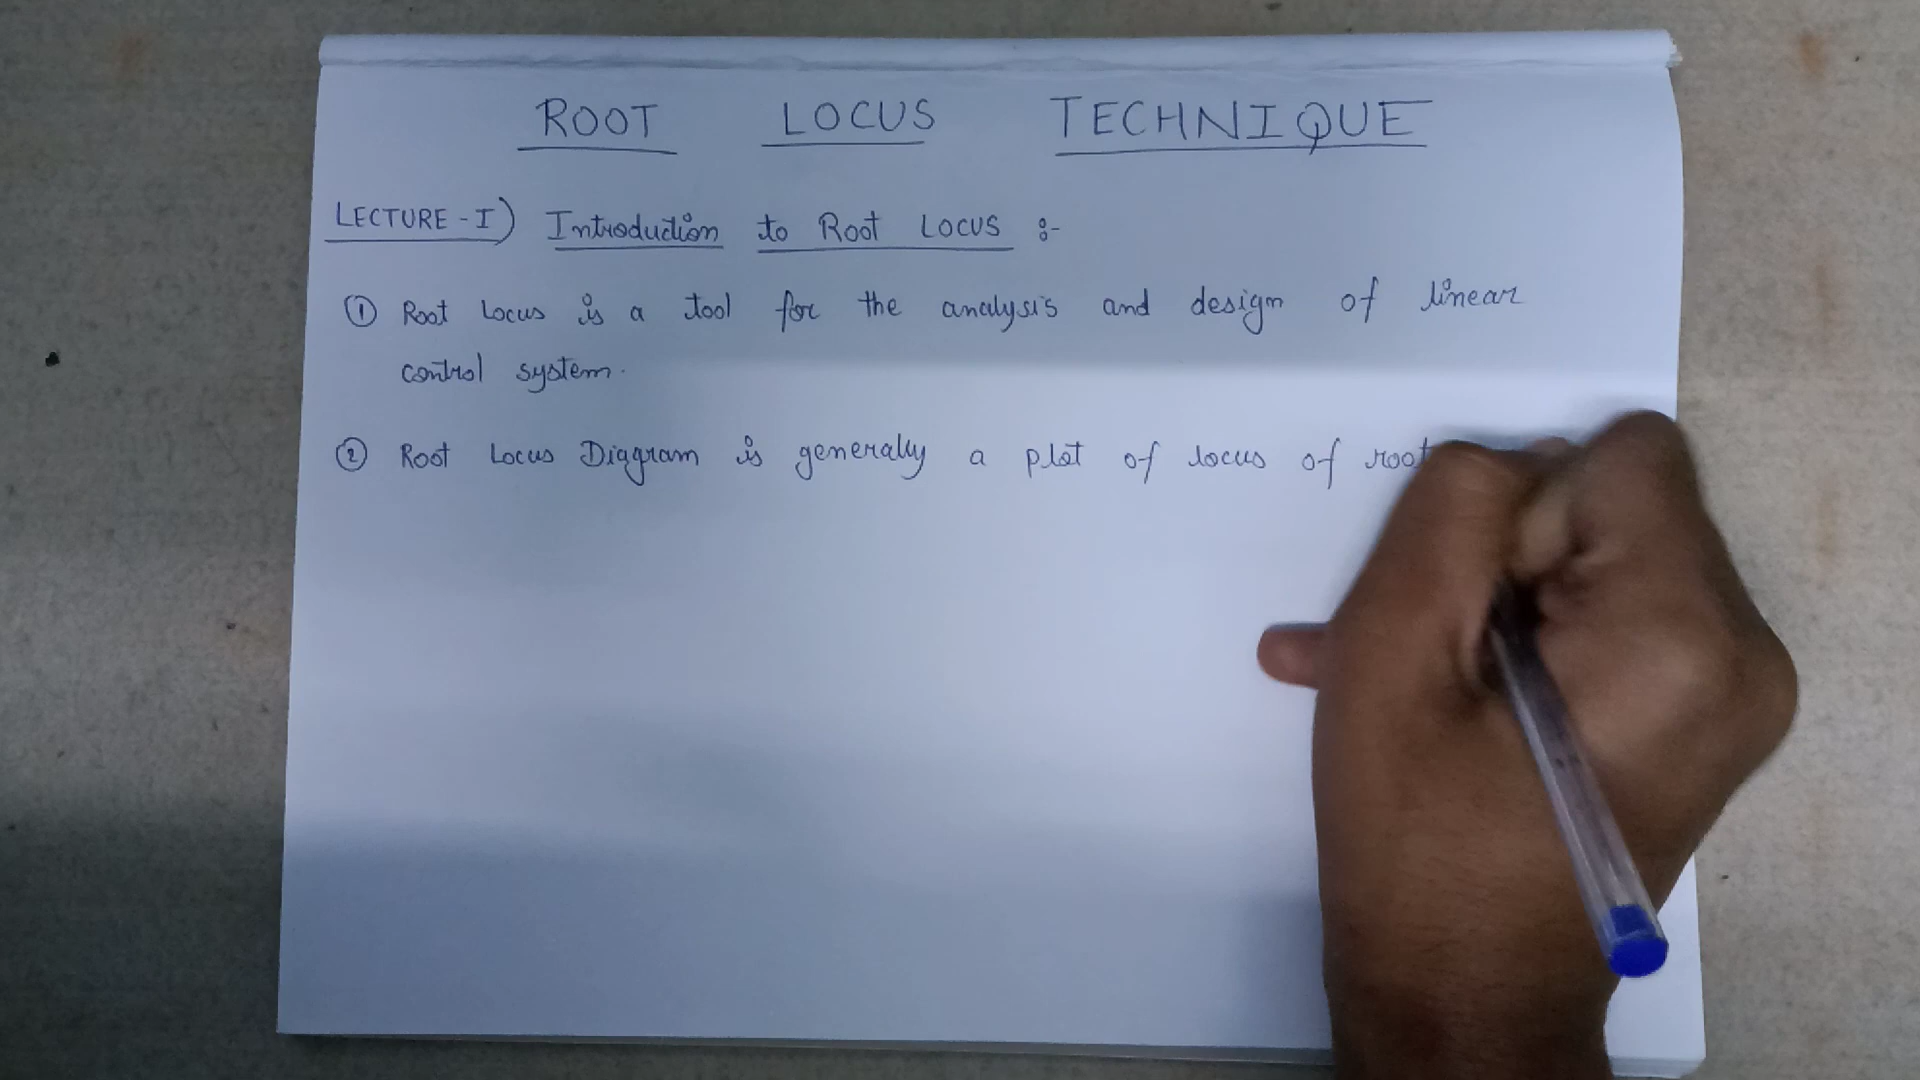 ROOT LOCUS TECHNIQUE
LECTURE - I) Introduction to Root LOCUS :-
① Root Locus is a tool for the analysis and design of linear
control system.
② Root Locus Diagram is generally a plot of locus of root